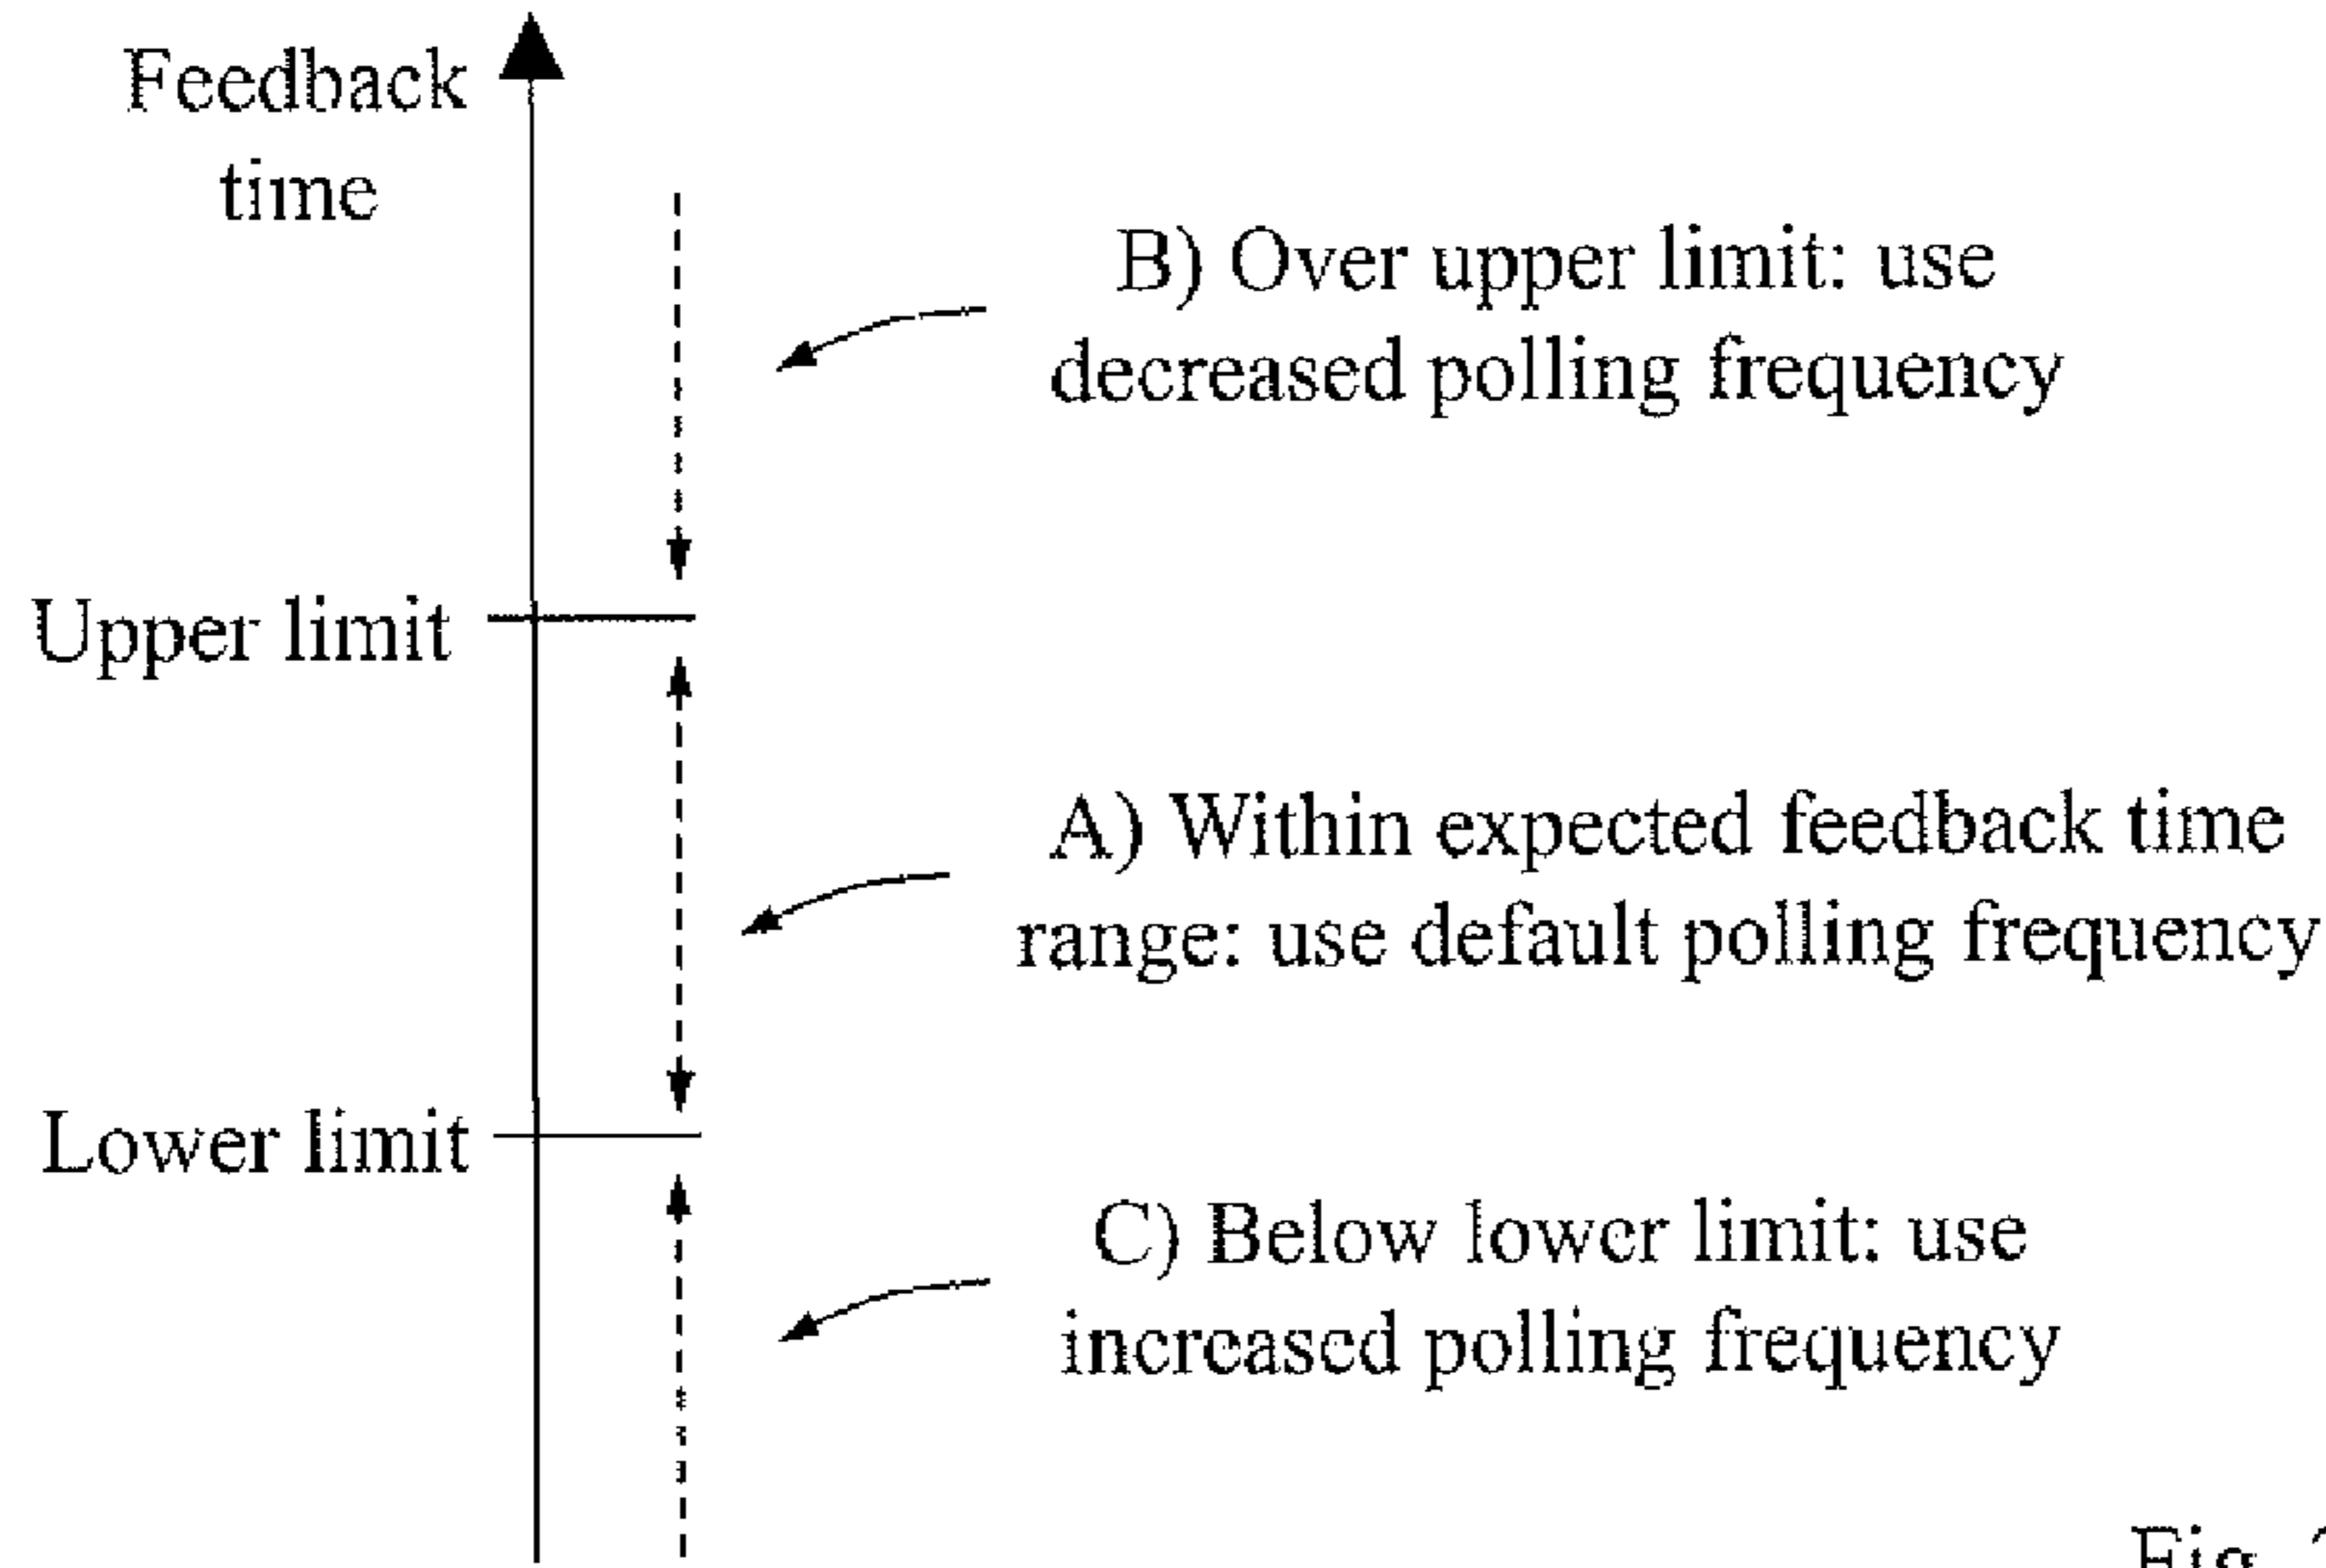 Feedback
time
B) Over upper limit: use
decreased polling frequency
Upper limit
A) Within expected feedback time
range: use default polling frequency
Lower limit
C) Below lower limit: use
increased polling frequency
Fig.